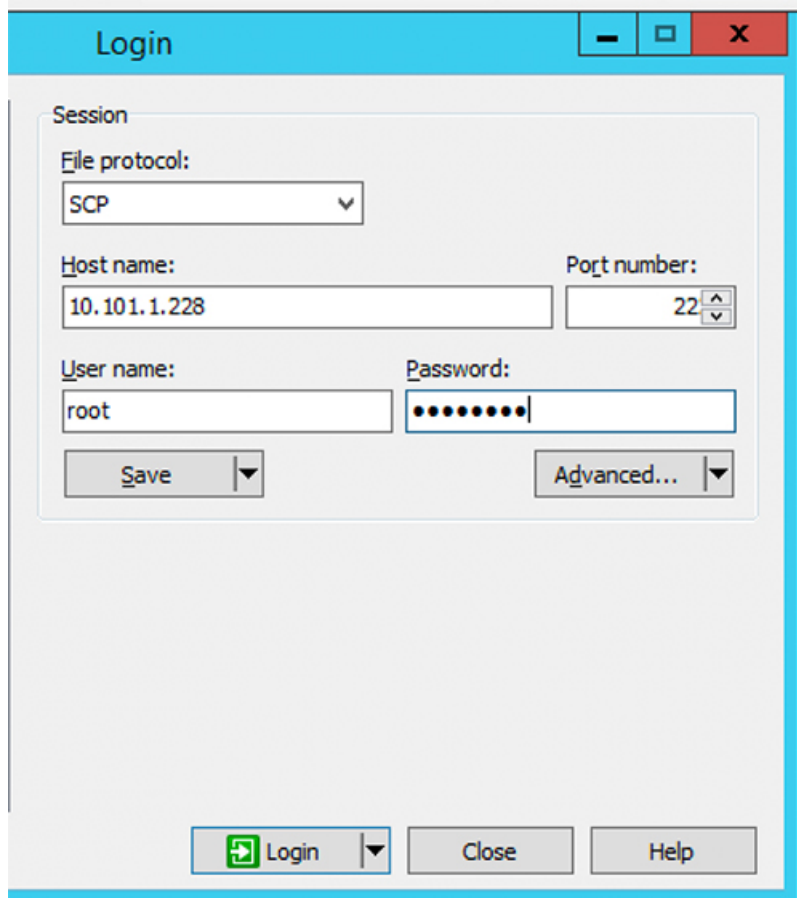 Login
Session
File protocol:
SCP
Host name: Port number:
10.101.1.228 22
User name: Password:
root ●●●●●●●●
Save Advanced...
Login Close Help